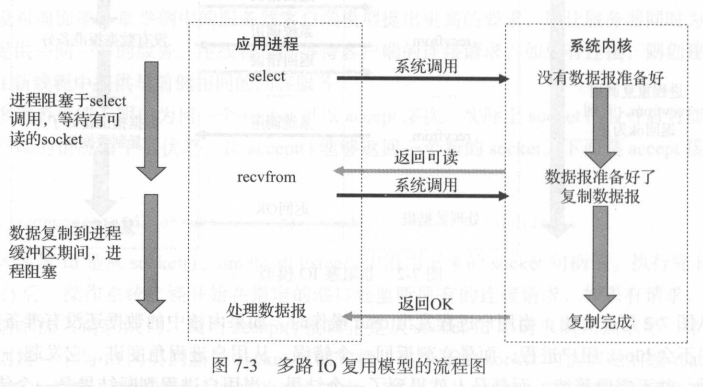 应用进程
系统内核
select
系统调用
没有数据报准备好
进程阻塞于select
调用，等待有可
读的socket
返回可读
recvfrom
系统调用
数据报准备好了
复制数据报
数据复制到进程
缓冲区期间，进
程阻塞
处理数据报
返回OK
复制完成
图 7-3 多路 IO 复用模型的流程图